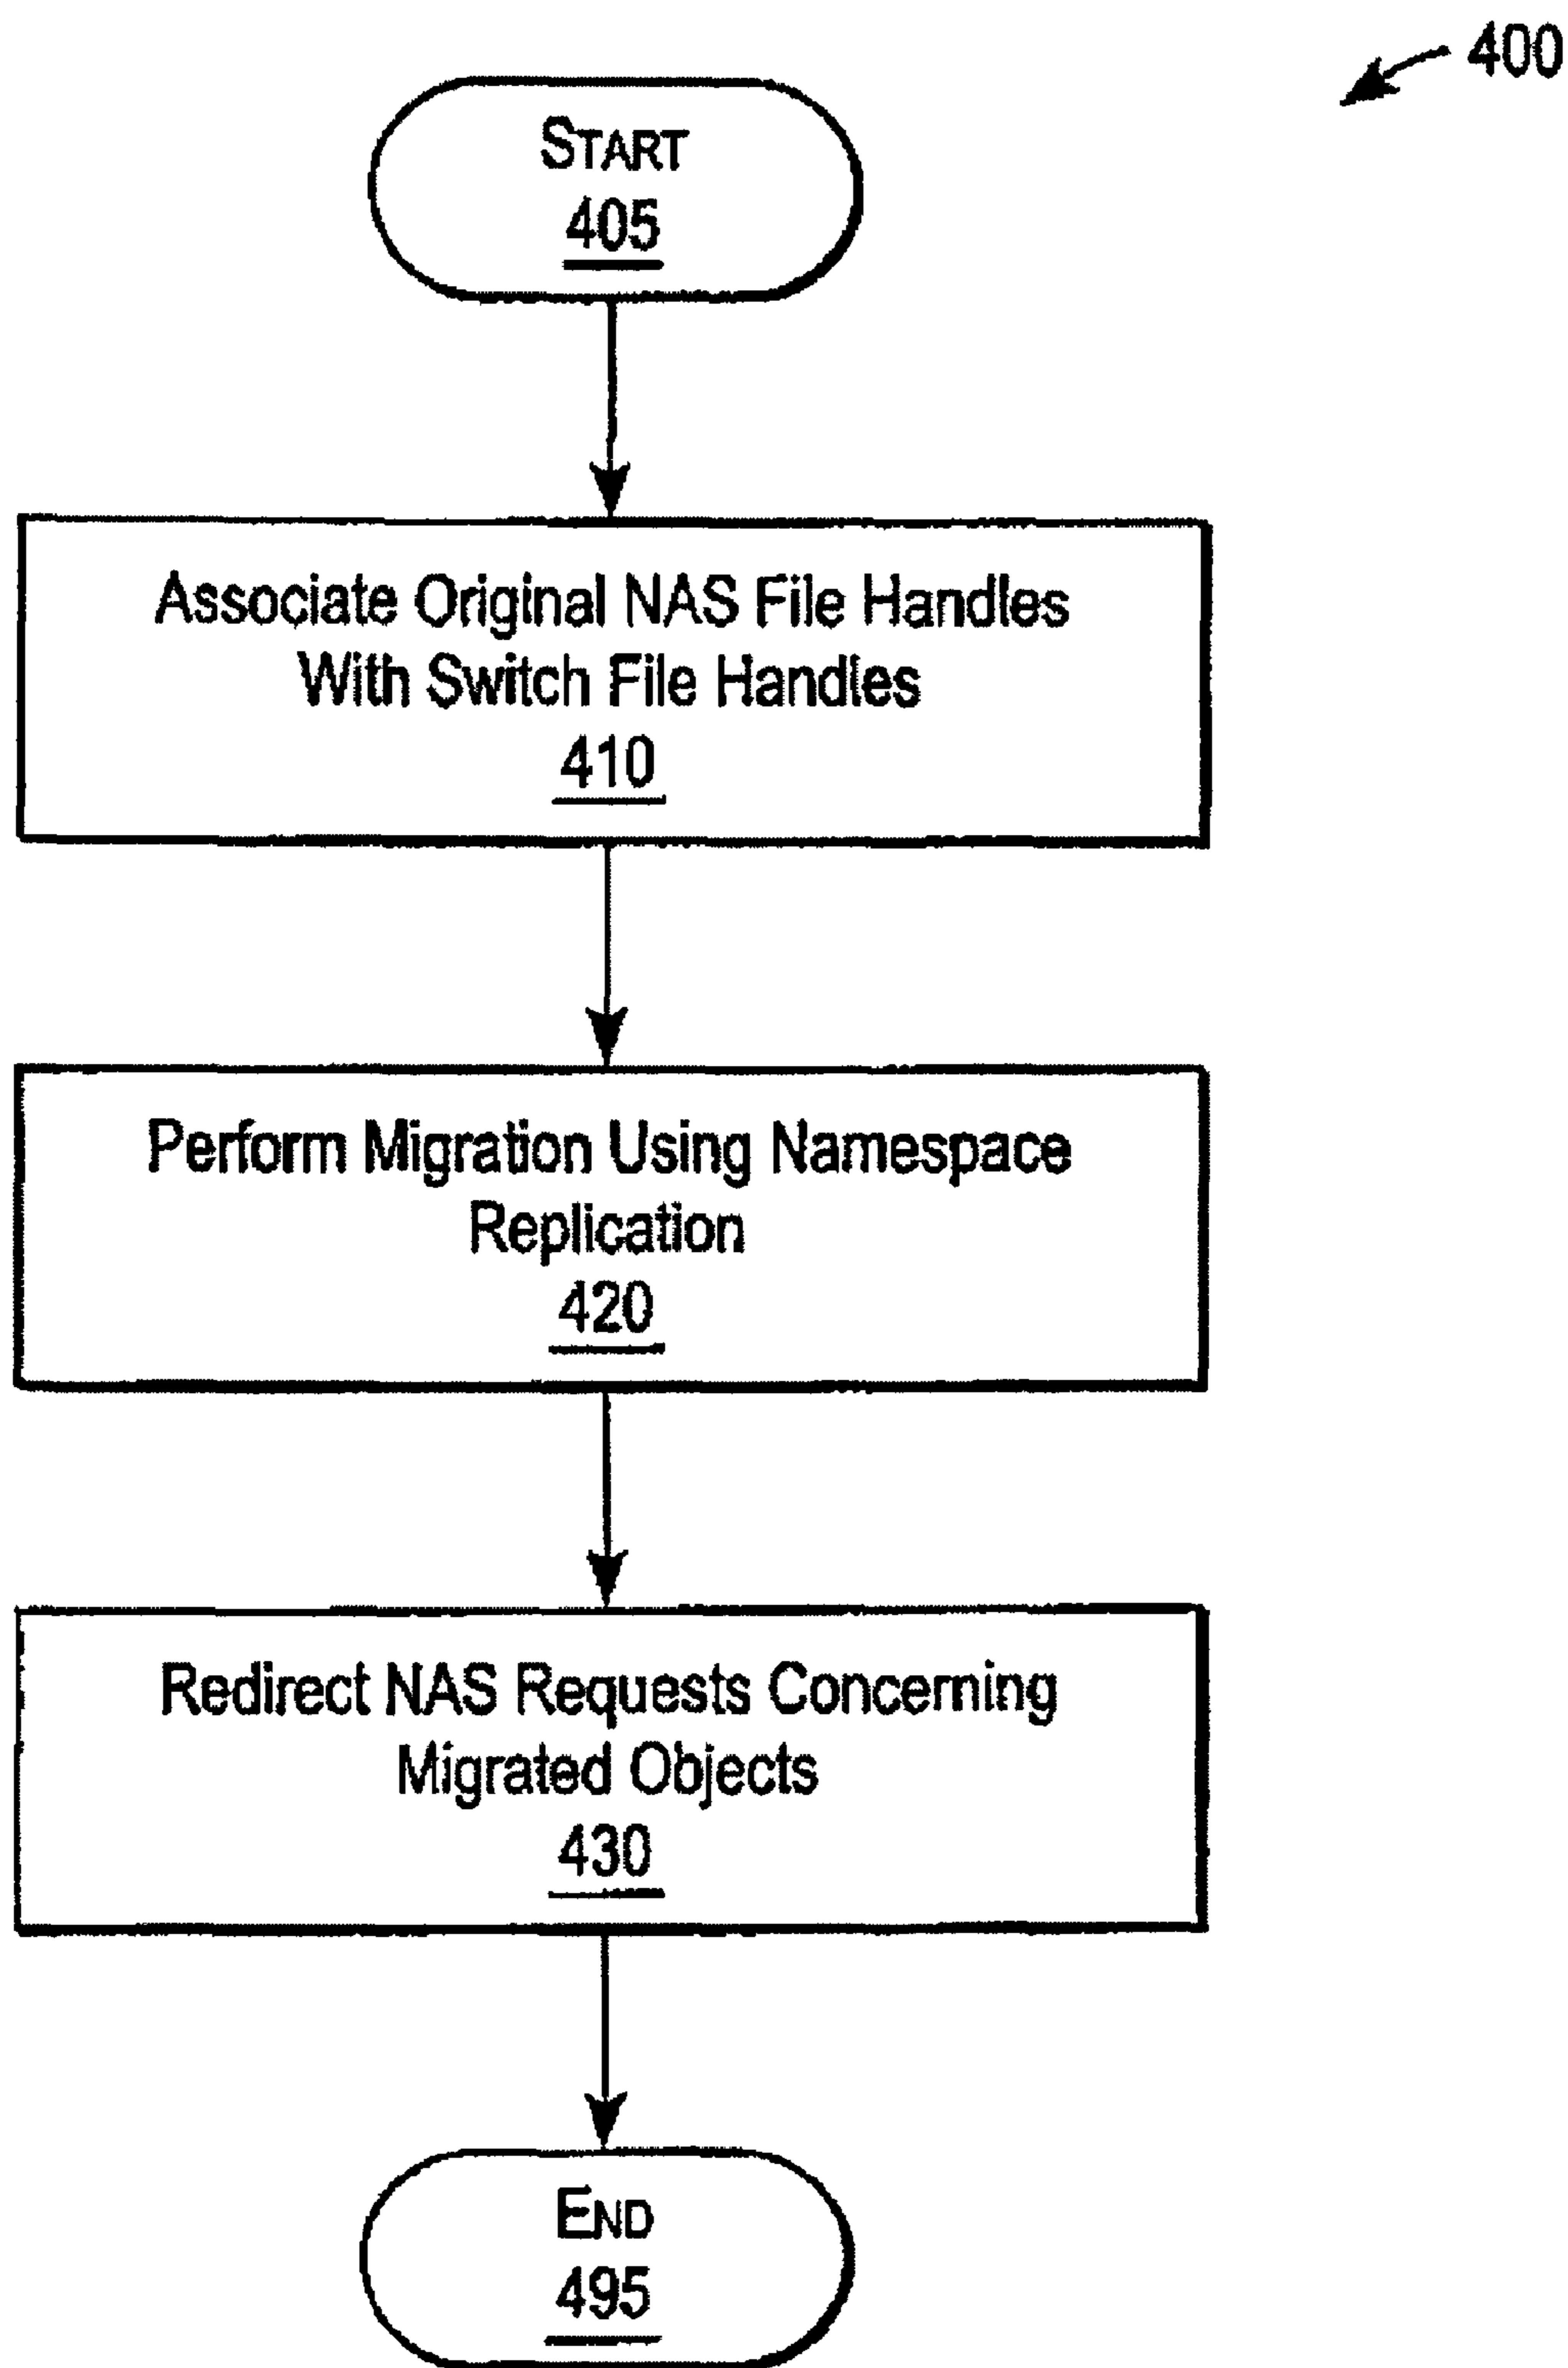 400
START
405
Associate Original NAS File Handles
With Switch File Handles
410
Perform Migration Using Namespace
Replication
420
Redirect NAS Requests Concerning
Migrated Objects
430
END
495